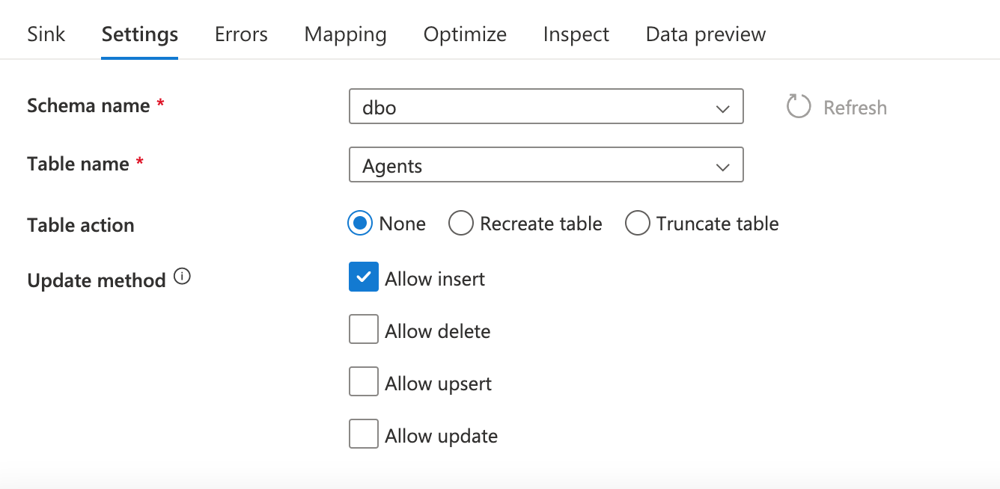 Sink Settings Errors Mapping Optimize Inspect Data preview
Schema name * dbo Refresh
Table name * Agents
Table action None Recreate table Truncate table
Update method Allow insert
Allow delete
Allow upsert
Allow update